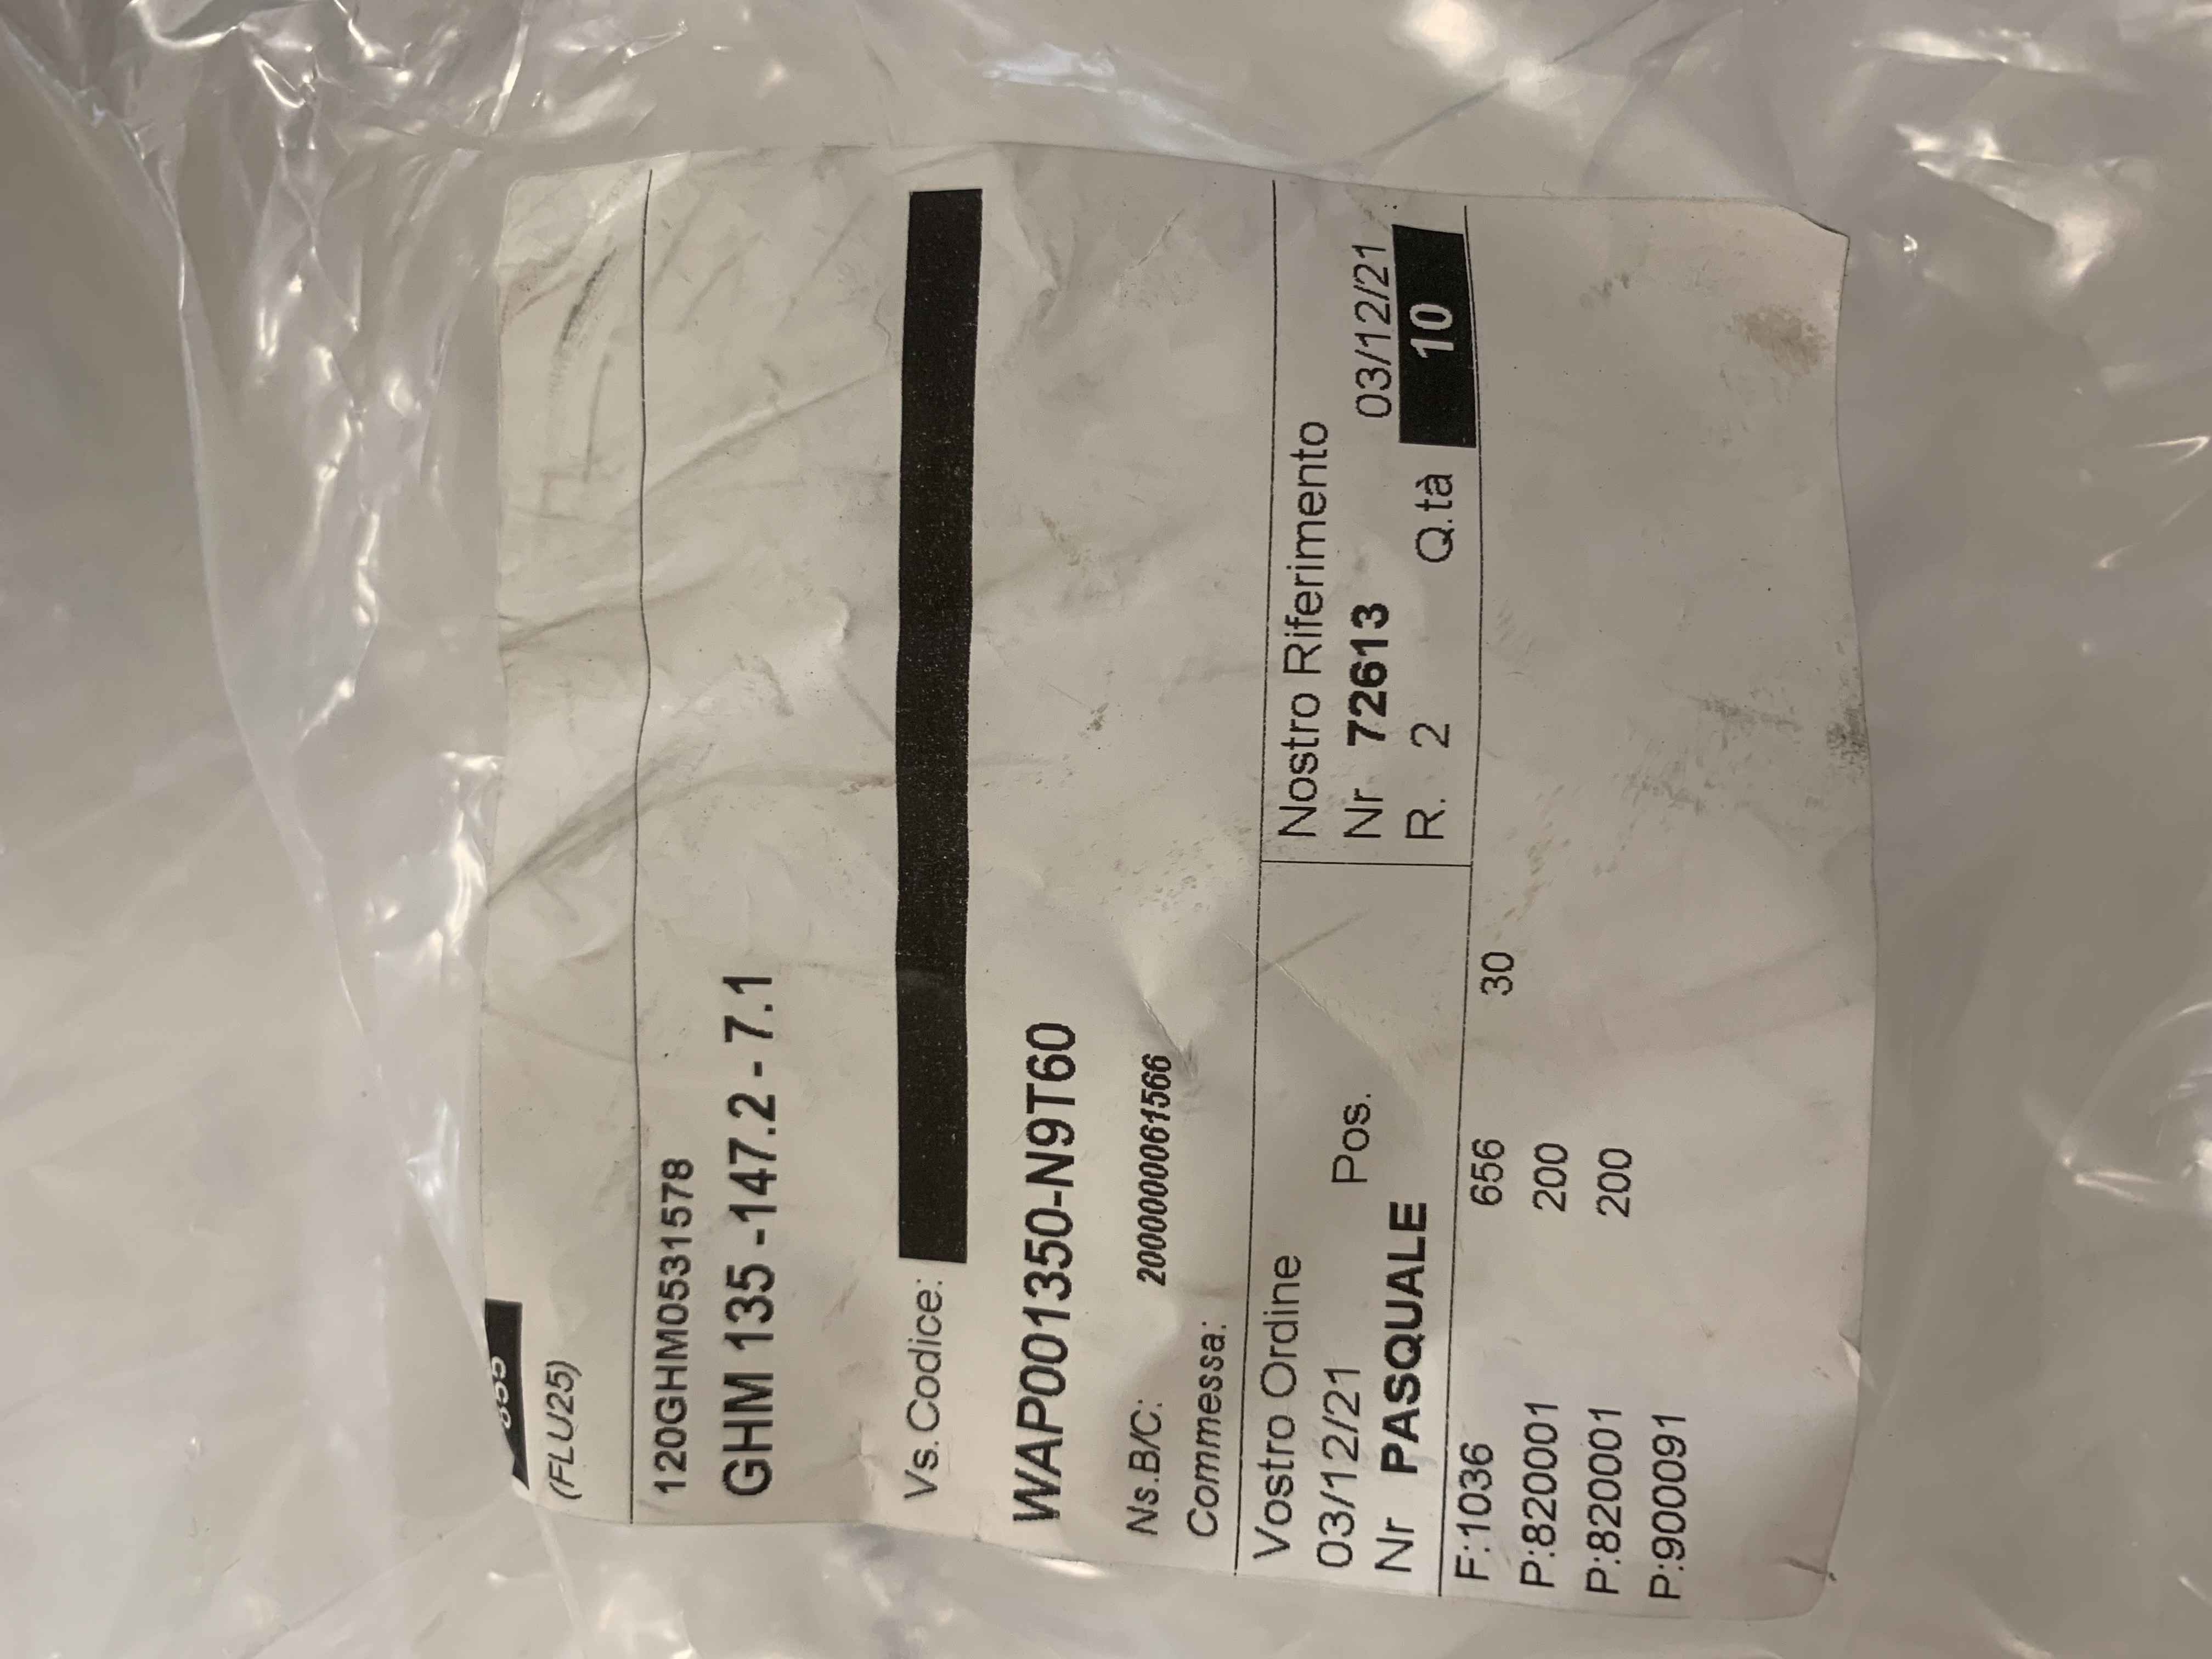 (FLU25)
120GHM0531578
GHM 135 -147.2 - 7.1
Vs.Codice:
WAP001350-N9T60
Ns.B/C: 2000000061566
Commessa:
Vostro Ordine
03/12/21 Pos.
Nr PASQUALE
Nostro Riferimento
Nr 72613 03/12/21
R. 2 Q.tà 10
F:1036 656 30
P:820001 200
P:820001 200
P:900091